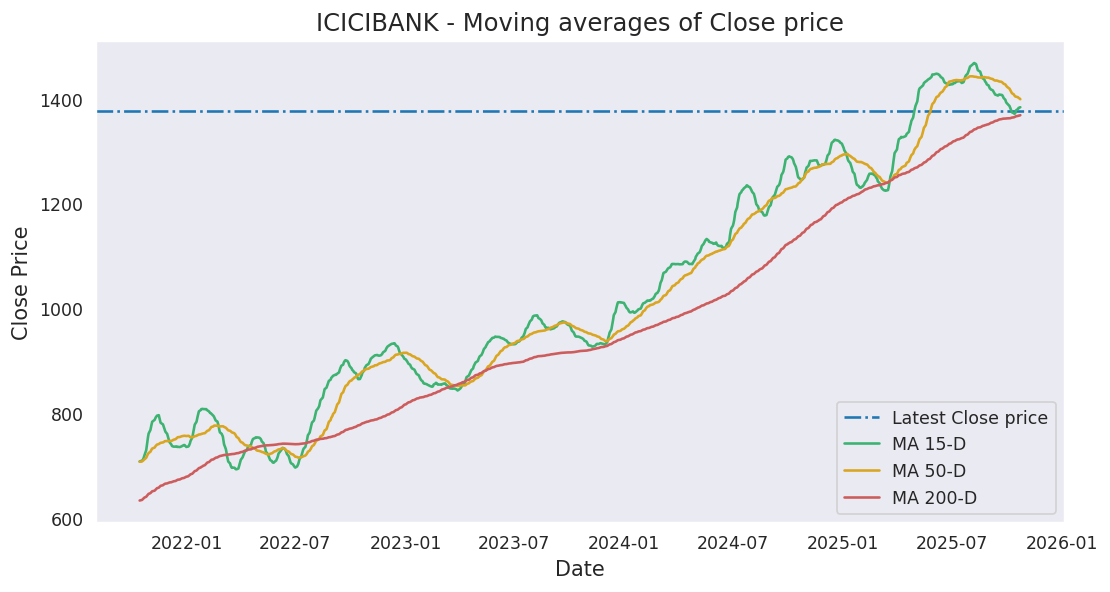 ICICIBANK - Moving averages of Close price
Close Price
1400
1200
1000
800
600
Latest Close price
MA 15-D
MA 50-D
MA 200-D
2022-01
2022-07
2023-01
2023-07
2024-01
2024-07
2025-01
2025-07
2026-01
Date